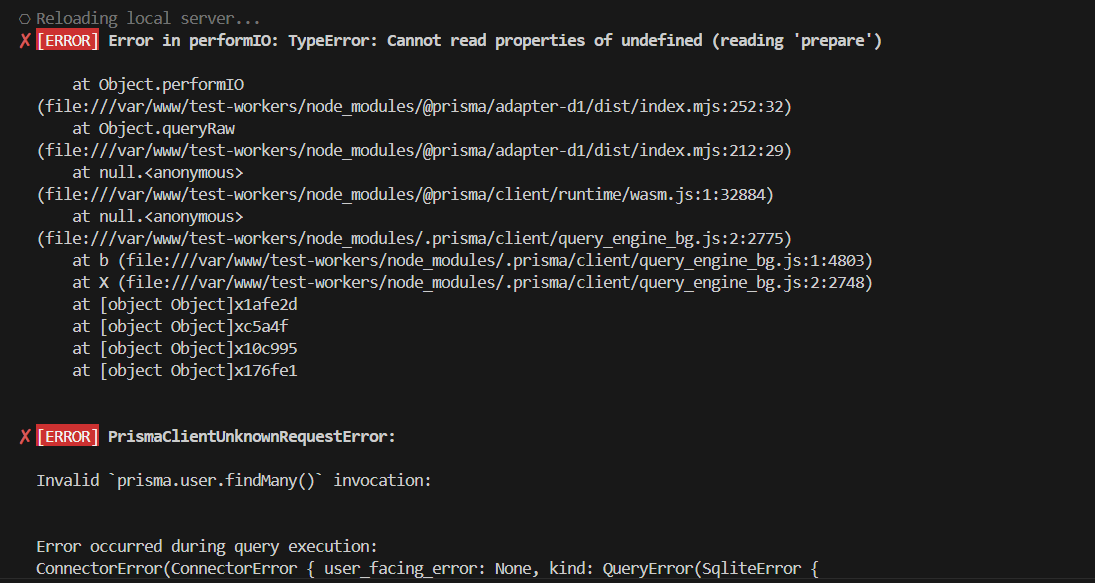 Reloading local server...
✗ [ERROR] Error in performIO: TypeError: Cannot read properties of undefined (reading 'prepare')
at Object.performIO
(file:///var/www/test-workers/node_modules/@prisma/adapter-d1/dist/index.mjs:252:32)
at Object.queryRaw
(file:///var/www/test-workers/node_modules/@prisma/adapter-d1/dist/index.mjs:212:29)
at null.<anonymous>
(file:///var/www/test-workers/node_modules/@prisma/client/runtime/wasm.js:1:32884)
at null.<anonymous>
(file:///var/www/test-workers/node_modules/.prisma/client/query_engine_bg.js:2:2775)
at b (file:///var/www/test-workers/node_modules/.prisma/client/query_engine_bg.js:1:4803)
at X (file:///var/www/test-workers/node_modules/.prisma/client/query_engine_bg.js:2:2748)
at [object Object]x1afe2d
at [object Object]xc5a4f
at [object Object]x10c995
at [object Object]x176fe1
✗ [ERROR] PrismaClientUnknownRequestError:
Invalid `prisma.user.findMany()` invocation:
Error occurred during query execution:
ConnectorError(ConnectorError { user_facing_error: None, kind: QueryError(SqliteError {